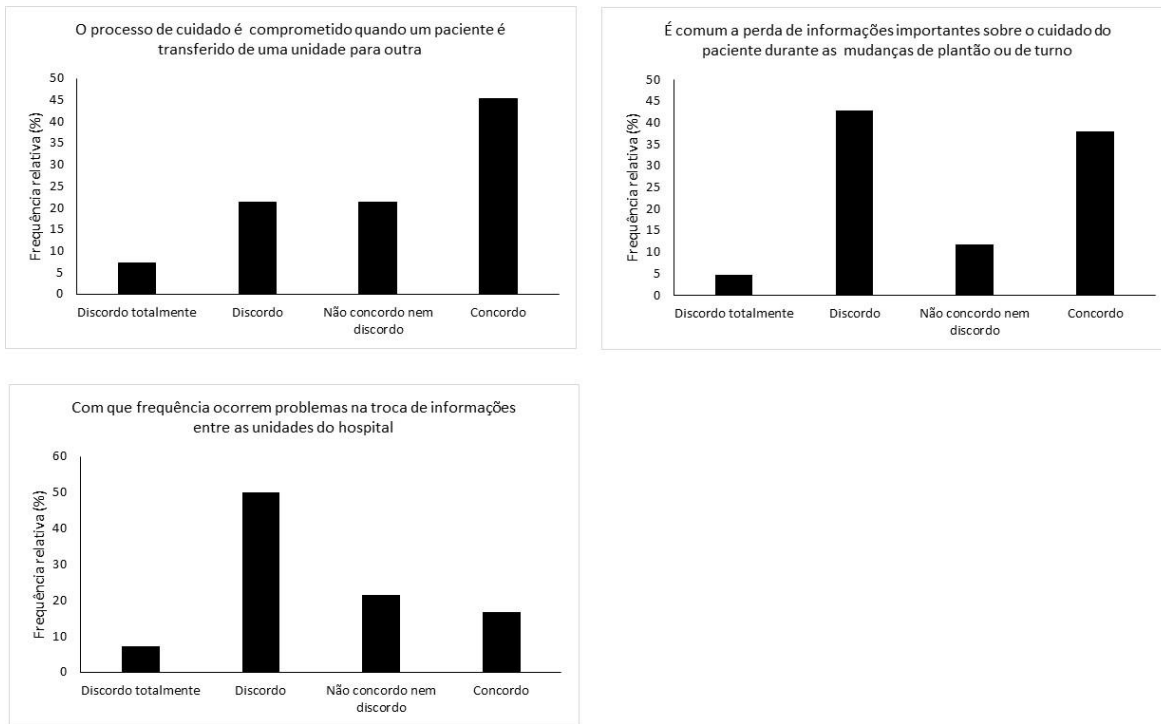 O processo de cuidado é comprometido quando um paciente é
transferido de uma unidade para outra
Frequência relativa (%)
50
45
40
35
30
25
20
15
10
5
0
Discordo totalmente
Discordo
Não concordo nem
discordo
Concordo
É comum a perda de informações importantes sobre o cuidado do
paciente durante as mudanças de plantão ou de turno
Frequência relativa (%)
50
45
40
35
30
25
20
15
10
5
0
Discordo totalmente
Discordo
Não concordo nem
discordo
Concordo
Com que frequência ocorrem problemas na troca de informações
entre as unidades do hospital
Frequência relativa (%)
60
50
40
30
20
10
0
Discordo totalmente
Discordo
Não concordo nem
discordo
Concordo